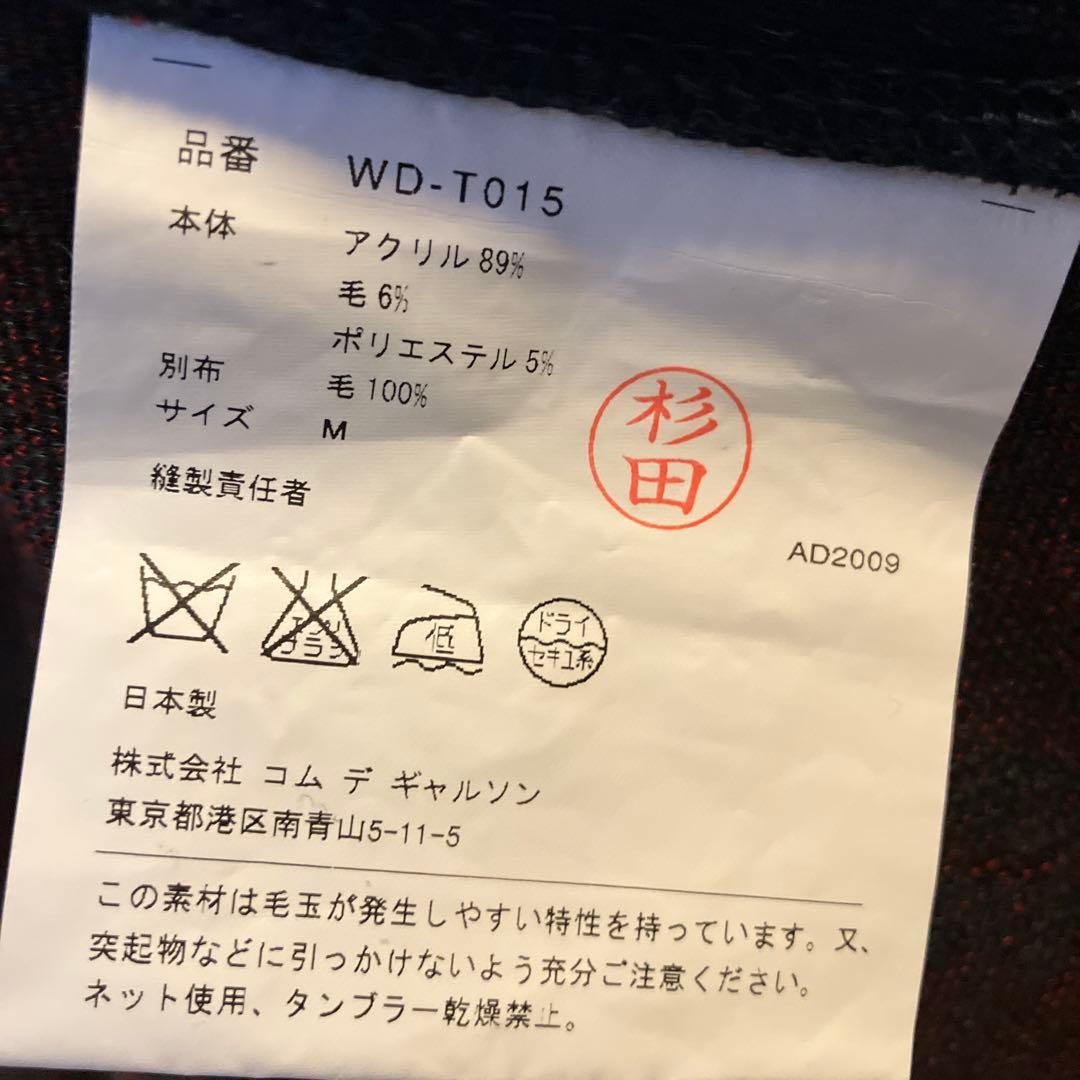 品番 WD-T015
本体 アクリル 89%
毛 6%
ポリエステル 5%
別布 毛 100%
サイズ M
縫製責任者
杉田
AD2009
エンソ サラシ
低
ドライ
セキユ系
日本製
株式会社 コム デ ギャルソン
東京都港区南青山5-11-5
この素材は毛玉が発生しやすい特性を持っています。又、
突起物などに引っかけないよう充分ご注意ください。
ネット使用、タンブラー乾燥禁止。